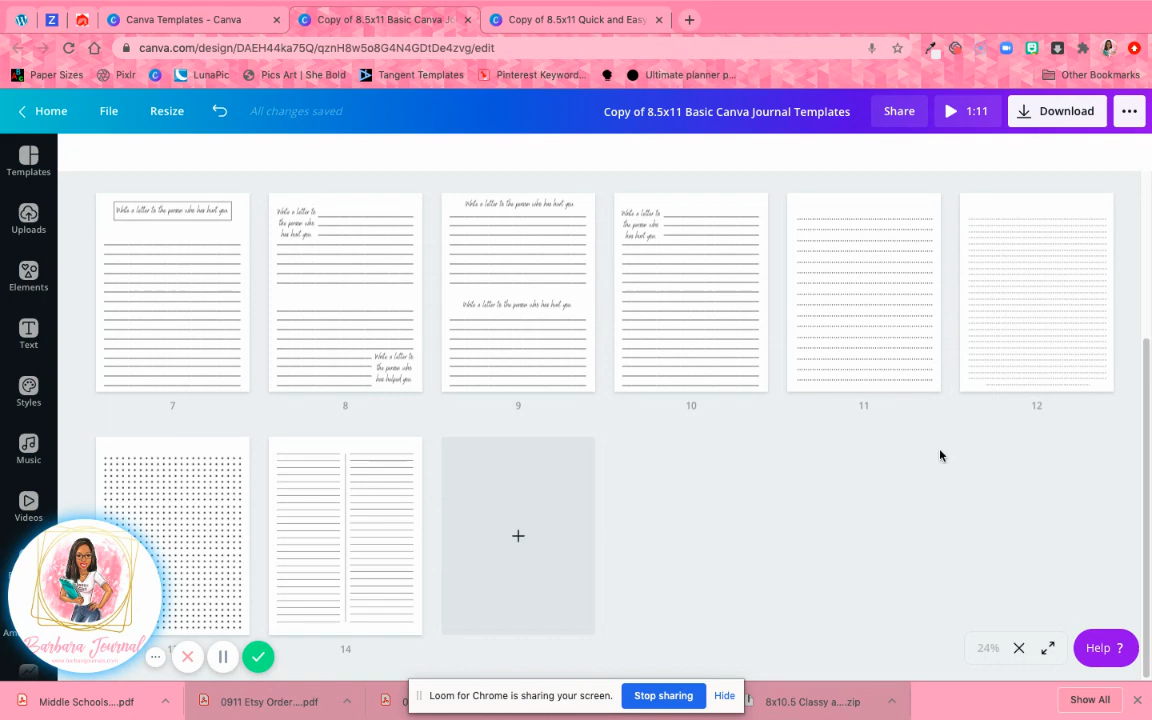 Canva Templates - Canva
Copy of 8.5x11 Basic Canva Jo
Copy of 8.5x11 Quick and Easy
canva.com/design/DAEH44ka75Q/qznH8w5o8G4N4GDtDe4zvg/edit
Paper Sizes
Pixlr
LunaPic
Pics Art | She Bold
Tangent Templates
Pinterest Keyword...
Ultimate planner p...
Other Bookmarks
Home
File
Resize
All changes saved
Copy of 8.5x11 Basic Canva Journal Templates
Share
1:11
Download
Templates
Uploads
Elements
Text
Styles
Music
Videos
Write a letter to the person who has hurt you.
Write a letter to
the person who
has hurt you.
Write a letter to
the person who
has helped you.
Write a letter to the person who has hurt you.
Write a letter to the person who has hurt you.
Write a letter to
the person who
has hurt you.
7
8
9
10
11
12
14
Barbara Journal
24%
Help ?
Middle Schools....pdf
0911 Etsy Order....pdf
Loom for Chrome is sharing your screen.
Stop sharing
Hide
8x10.5 Classy a....zip
Show All